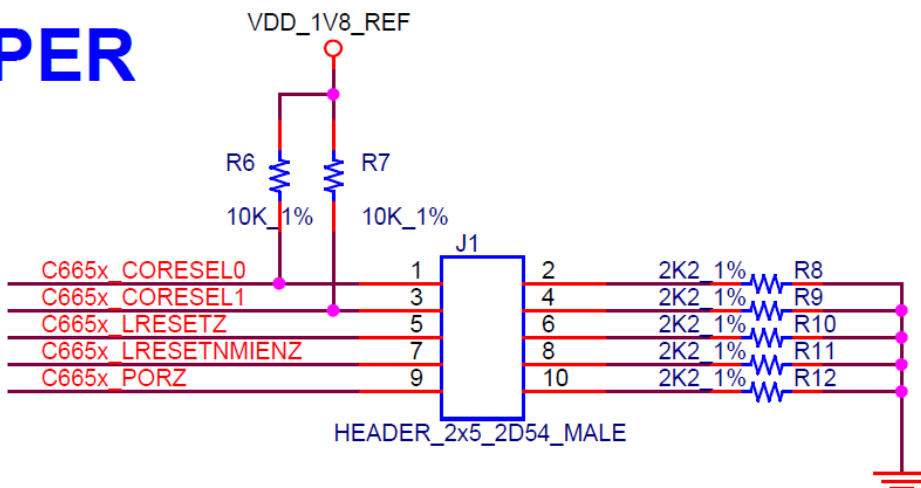 VDD_1V8_REF
PER
R6 R7
10K_1% 10K_1%
J1
C665x_CORESEL0 1 2 2K2_1% R8
C665x_CORESEL1 3 4 2K2_1% R9
C665x_LRESETZ 5 6 2K2_1% R10
C665x_LRESETNMIENZ 7 8 2K2_1% R11
C665x_PORZ 9 10 2K2_1% R12
HEADER_2x5_2D54_MALE